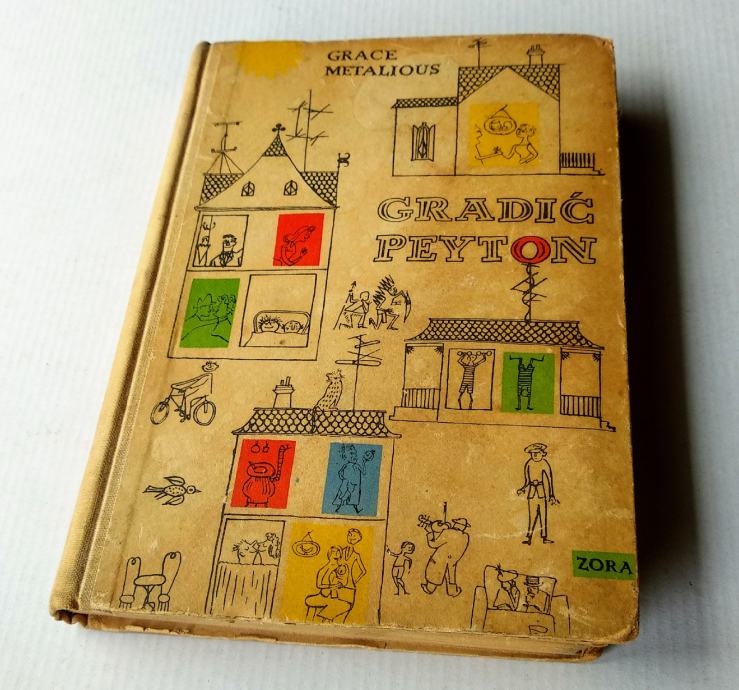 GRACE
METALIOUS
GRADIĆ
PEYTON
ZORA